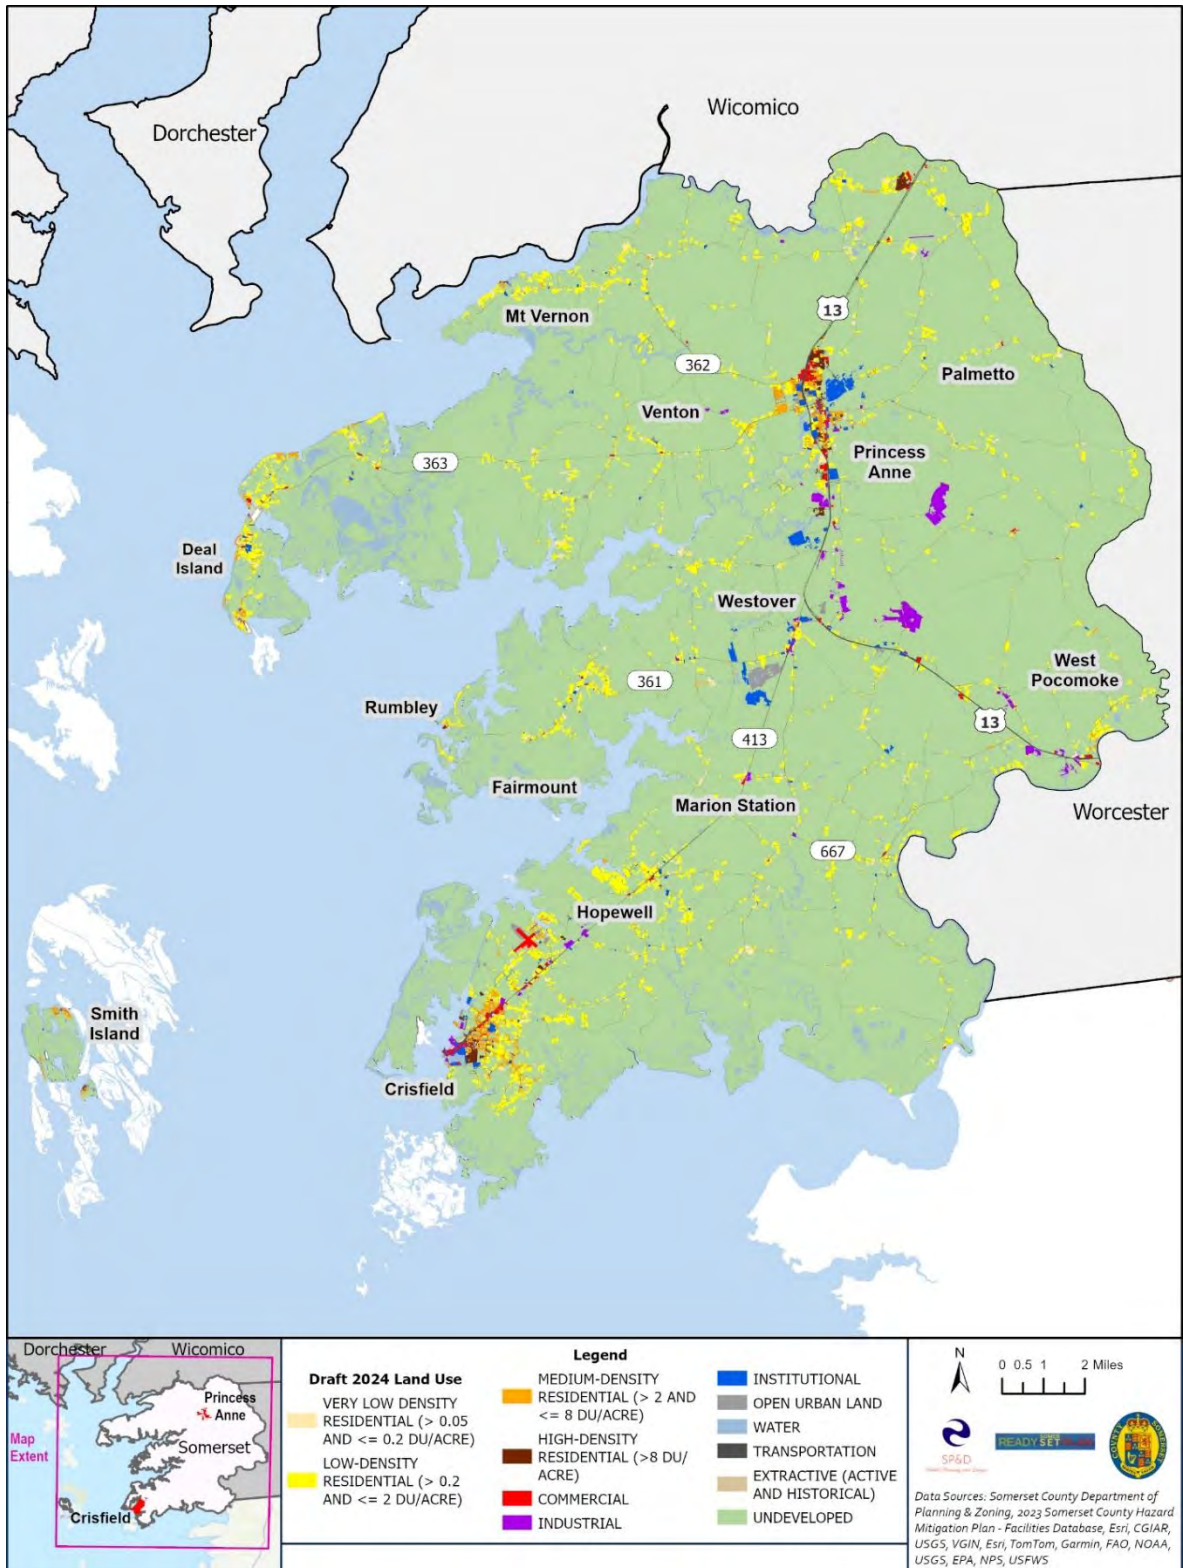 Wicomico
Dorchester
13
Mt Vernon
362
Palmetto
Venton
Princess
Anne
363
Deal
Island
Westover
West
Pocomoke
361
Rumbley
13
413
Fairmount
Marion Station
Worcester
667
Hopewell
Smith
Island
Crisfield
Dorchester
Wicomico
Princess
Anne
Map
Extent
Somerset
Crisfield
Legend
Draft 2024 Land Use
VERY LOW DENSITY
RESIDENTIAL (> 0.05
AND <= 0.2 DU/ACRE)
LOW-DENSITY
RESIDENTIAL (> 0.2
AND <= 2 DU/ACRE)
MEDIUM-DENSITY
RESIDENTIAL (> 2 AND
<= 8 DU/ACRE)
HIGH-DENSITY
RESIDENTIAL (>8 DU/
ACRE)
COMMERCIAL
INDUSTRIAL
INSTITUTIONAL
OPEN URBAN LAND
WATER
TRANSPORTATION
EXTRACTIVE (ACTIVE
AND HISTORICAL)
UNDEVELOPED
N
0 0.5 1 2 Miles
SP&D
READY SET
Data Sources: Somerset County Department of
Planning & Zoning, 2023 Somerset County Hazard
Mitigation Plan - Facilities Database, Esri, CGIAR,
USGS, VGIN, Esri, TomTom, Garmin, FAO, NOAA,
USGS, EPA, NPS, USFWS